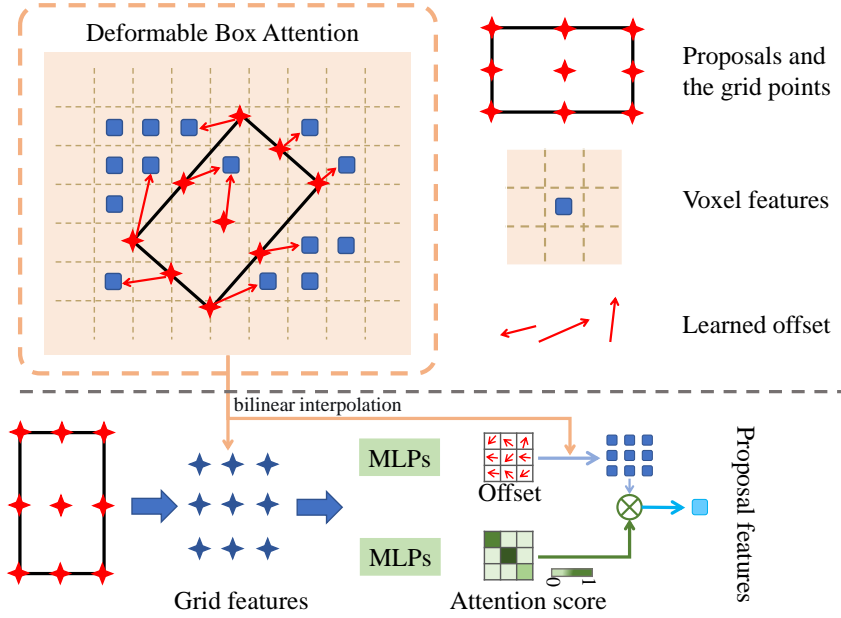 Deformable Box Attention
Proposals and
the grid points
Voxel features
Learned offset
bilinear interpolation
MLPs
Offset
MLPs
0
1
Grid features
Attention score
Proposal features